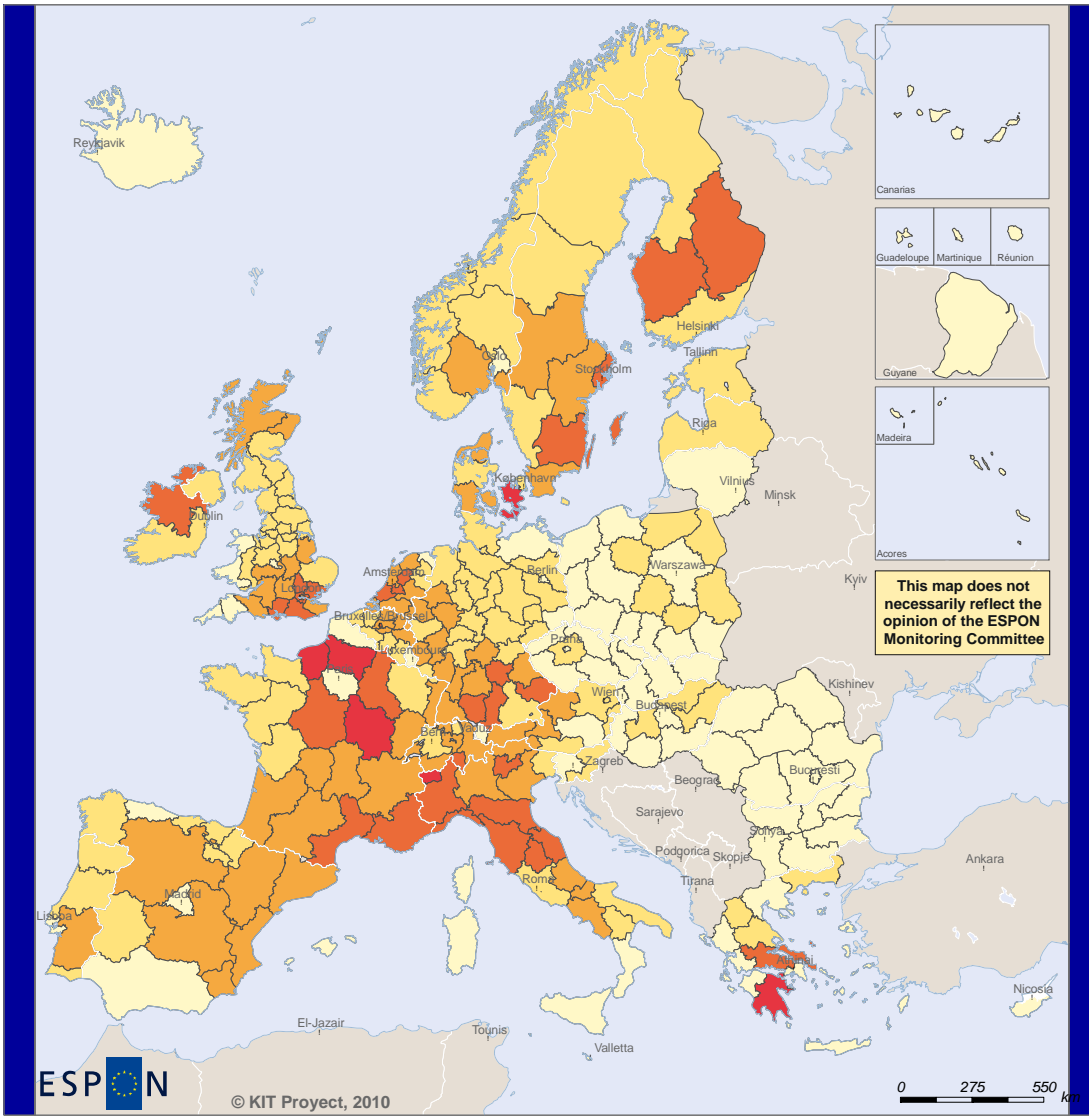 Reykjavik
Canarias
Guadeloupe
Martinique
Réunion
Guyane
Madeira
Acores
This map does not
necessarily reflect the
opinion of the ESPON
Monitoring Committee
Helsinki
Tallinn
Oslo
Stockholm
Riga
København
Vilnius
Minsk
Dublin
Amsterdam
Berlin
Warszawa
London
Kyiv
Bruxelles/Brussel
Praha
Luxembourg
Paris
Kishinev
Wien
Budapest
Bern
Vaduz
Zagreb
Bucuresti
Beograd
Sarajevo
Sofiya
Podgorica
Skopje
Ankara
Tirana
Roma
Madrid
Lisboa
Athinai
Nicosia
El-Jazair
Tounis
Valletta
ESPON
© KIT Proyect, 2010
0 275 550
km